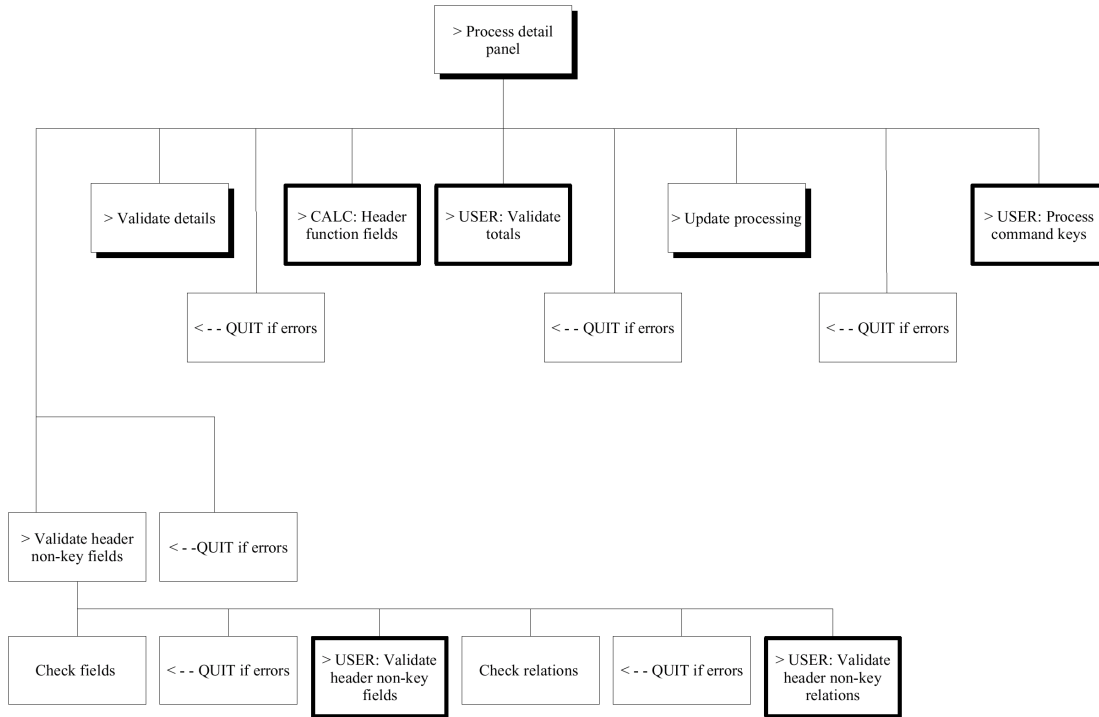 > Process detail
panel
> Validate details
> CALC: Header
function fields
> USER: Validate
totals
> Update processing
> USER: Process
command keys
< - - QUIT if errors
< - - QUIT if errors
< - - QUIT if errors
> Validate header
non-key fields
< - -QUIT if errors
Check fields
< - - QUIT if errors
> USER: Validate
header non-key
fields
Check relations
< - - QUIT if errors
> USER: Validate
header non-key
relations